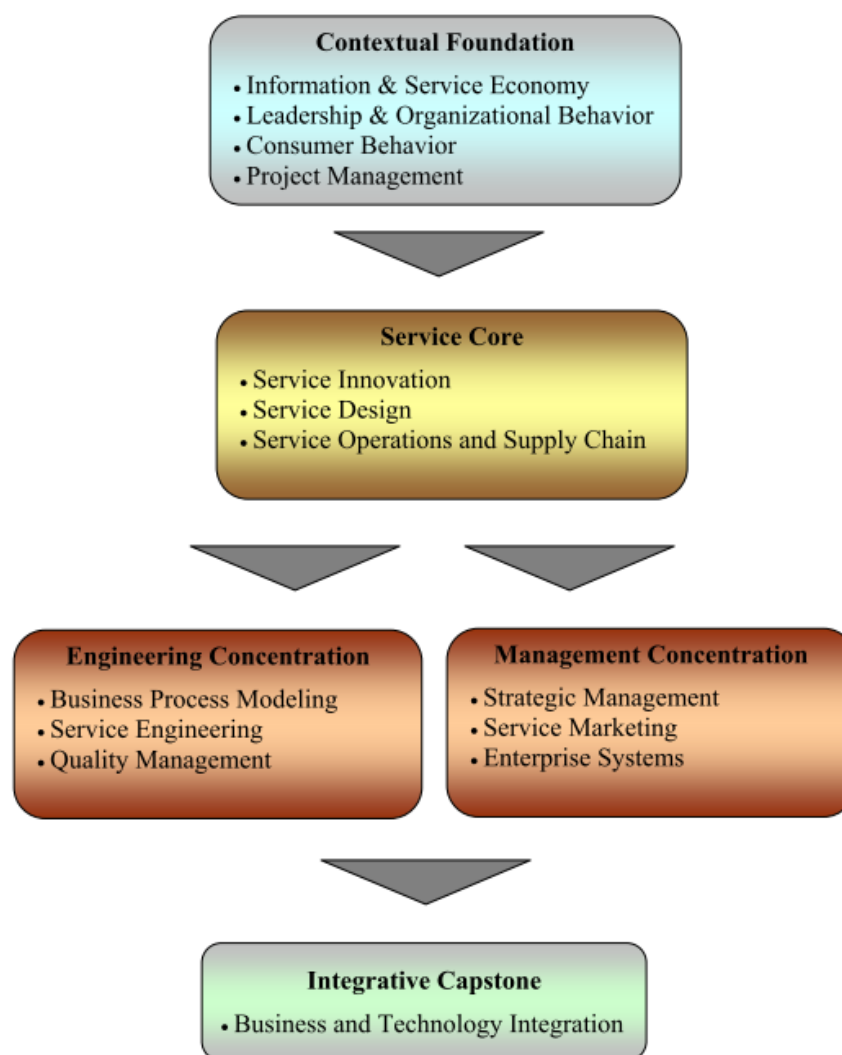 Contextual Foundation
• Information & Service Economy
• Leadership & Organizational Behavior
• Consumer Behavior
• Project Management
Service Core
• Service Innovation
• Service Design
• Service Operations and Supply Chain
Engineering Concentration
• Business Process Modeling
• Service Engineering
• Quality Management
Management Concentration
• Strategic Management
• Service Marketing
• Enterprise Systems
Integrative Capstone
• Business and Technology Integration